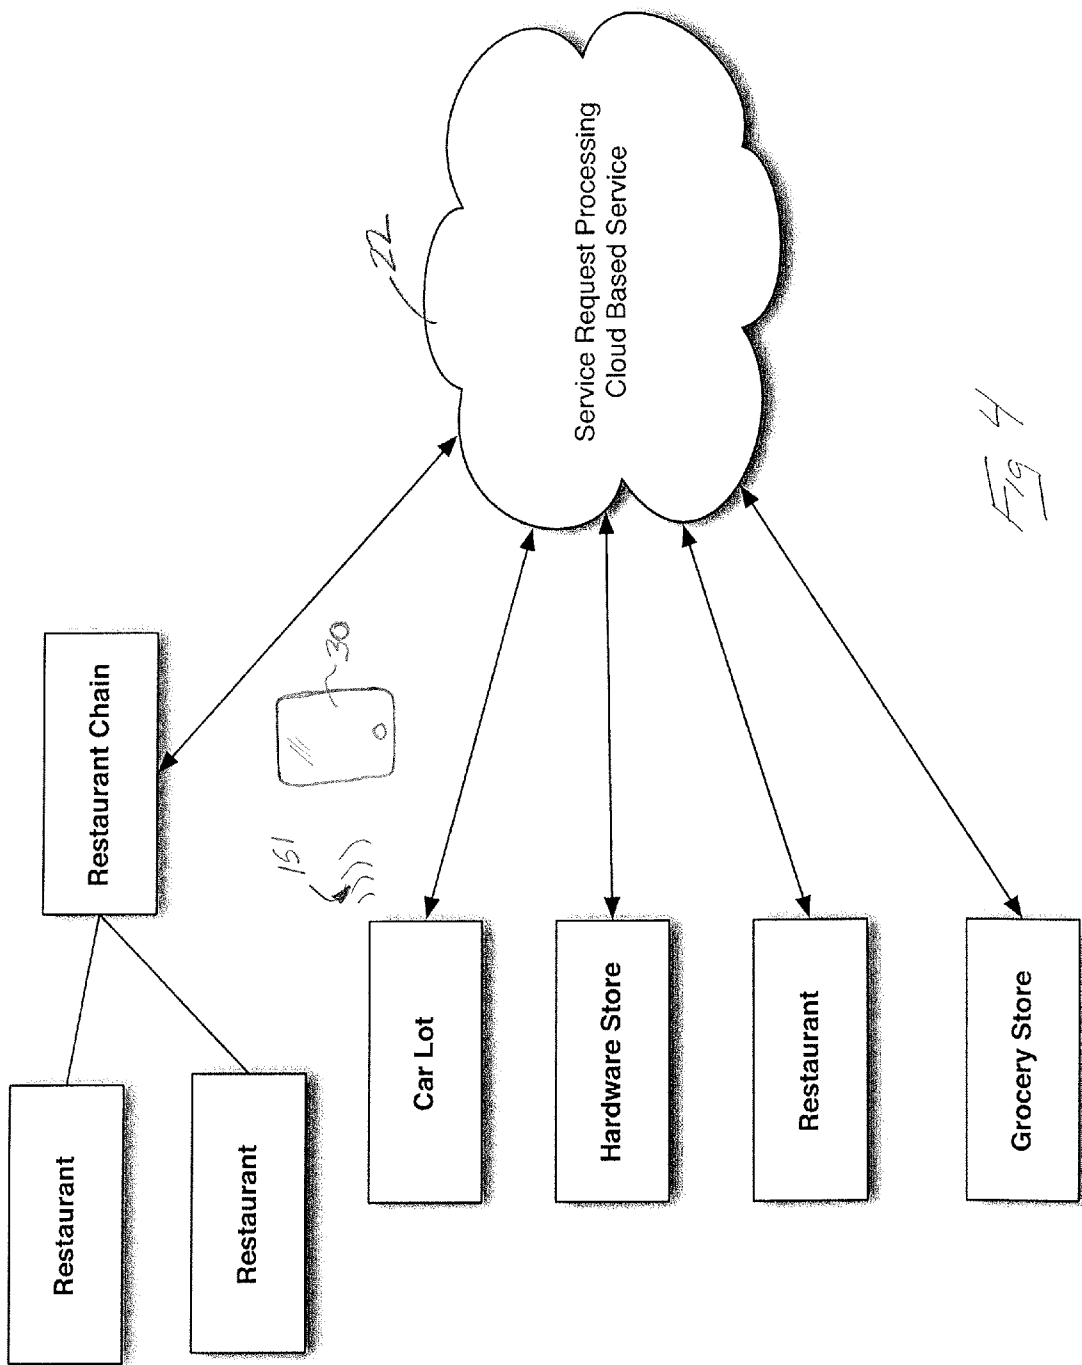 Restaurant
Restaurant
Restaurant Chain
151
30
Car Lot
Hardware Store
Restaurant
Grocery Store
22
Service Request Processing
Cloud Based Service
Fig 4